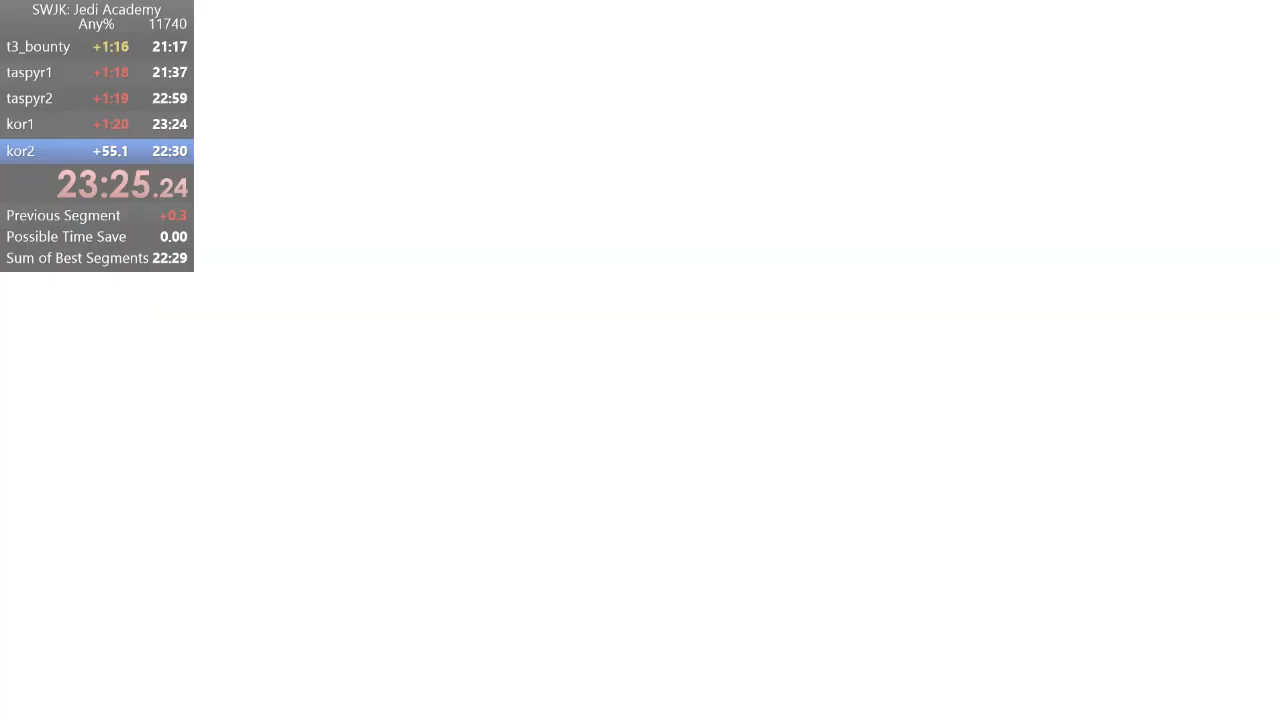 SWJK: Jedi Academy
Any% 11740
t3_bounty +1:16 21:17
taspyr1 +1:18 21:37
taspyr2 +1:19 22:59
kor1 +1:20 23:24
kor2 +55.1 22:30
23:25.24
Previous Segment +0.3
Possible Time Save 0.00
Sum of Best Segments 22:29